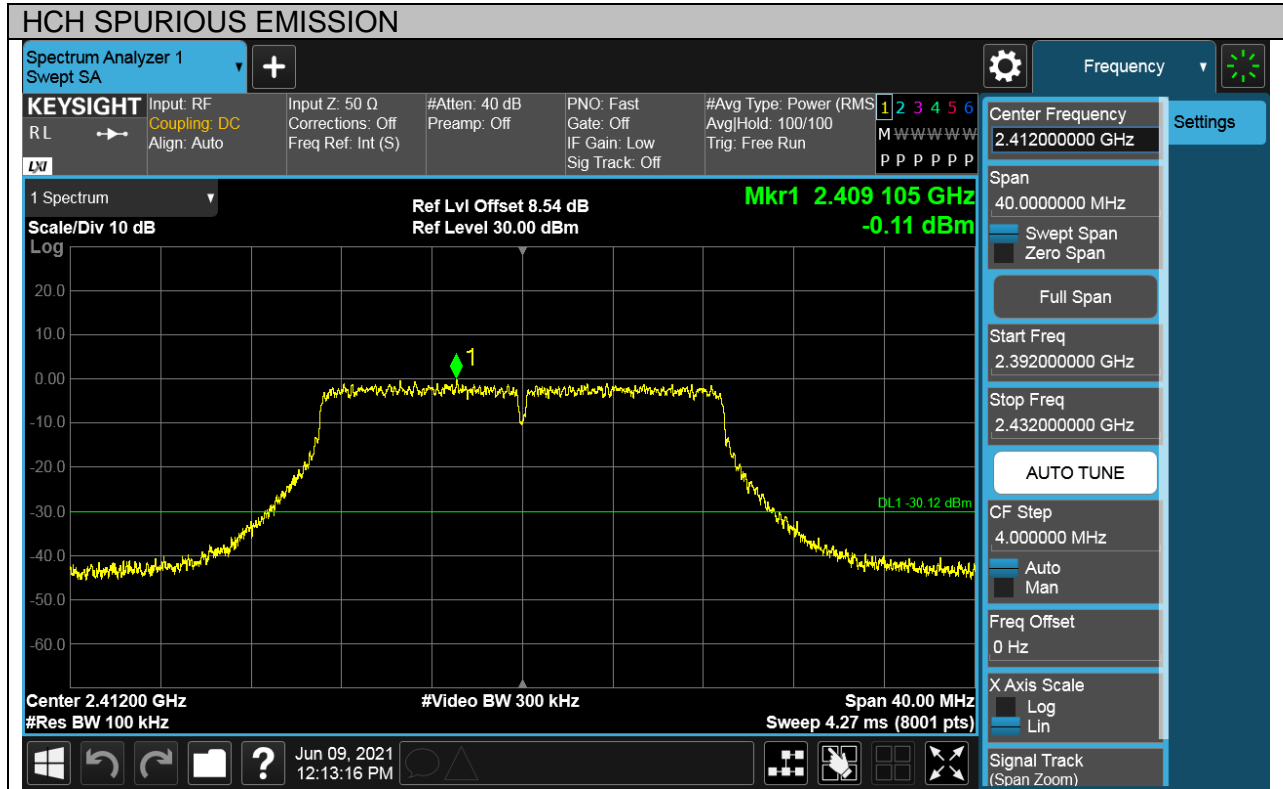 HCH SPURIOUS EMISSION
Spectrum Analyzer 1
Swept SA
+
Frequency
KEYSIGHT
R L
LXI
Input: RF
Coupling: DC
Align: Auto
Input Z: 50 Ω
Corrections: Off
Freq Ref: Int (S)
#Atten: 40 dB
Preamp: Off
PNO: Fast
Gate: Off
IF Gain: Low
Sig Track: Off
#Avg Type: Power (RMS
Avg|Hold: 100/100
Trig: Free Run
1 2 3 4 5 6
M W W W W W
P P P P P P
1 Spectrum
Scale/Div 10 dB
Ref Lvl Offset 8.54 dB
Ref Level 30.00 dBm
Mkr1 2.409 105 GHz
-0.11 dBm
Log
20.0
10.0
0.00
-10.0
-20.0
-30.0
-40.0
-50.0
-60.0
1
DL1 -30.12 dBm
Center 2.41200 GHz
#Video BW 300 kHz
Span 40.00 MHz
#Res BW 100 kHz
Sweep 4.27 ms (8001 pts)
Center Frequency
2.412000000 GHz
Settings
Span
40.0000000 MHz
Swept Span
Zero Span
Full Span
Start Freq
2.392000000 GHz
Stop Freq
2.432000000 GHz
AUTO TUNE
CF Step
4.000000 MHz
Auto
Man
Freq Offset
0 Hz
X Axis Scale
Log
Lin
Signal Track
(Span Zoom)
?
Jun 09, 2021
12:13:16 PM